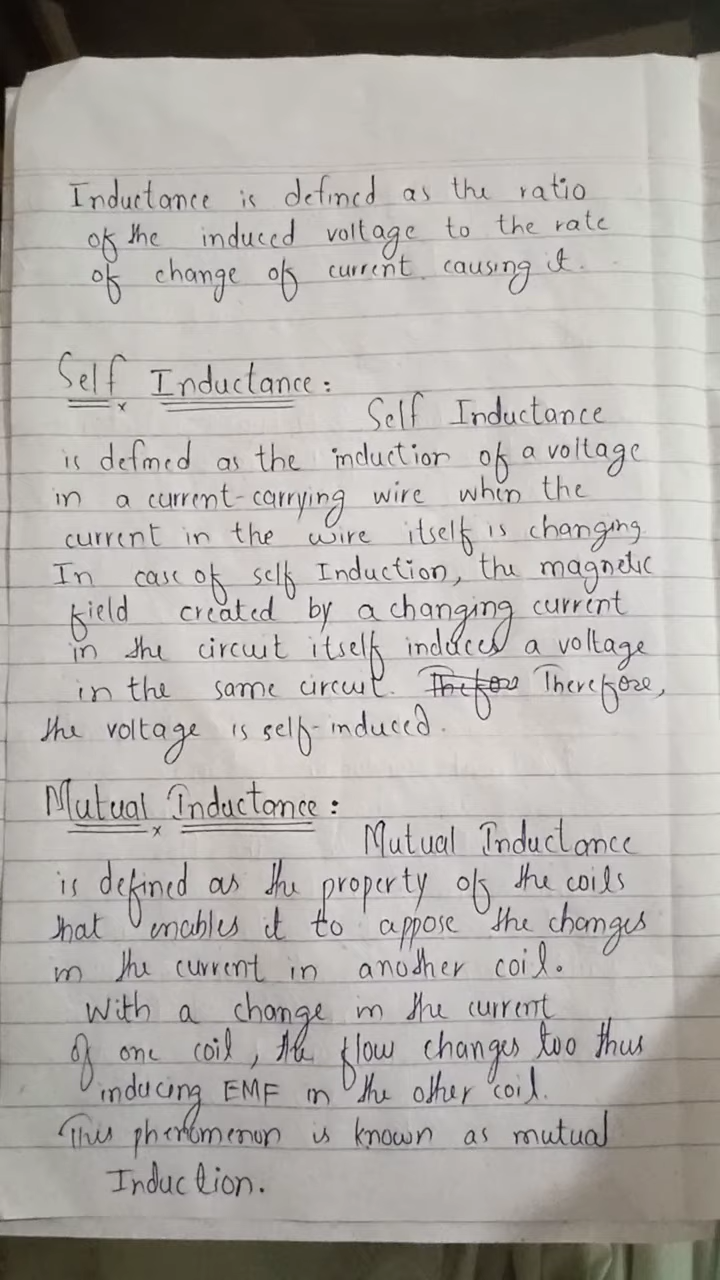 Inductance is defined as the ratio
of the induced voltage to the rate
of change of current causing it.
Self Inductance:
Self Inductance
is defined as the induction of a voltage
in a current-carrying wire when the
current in the wire itself is changing
In case of self Induction, the magnetic
field created by a changing current
in the circuit itself induces a voltage
in the same circuit. Therefore,
the voltage is self-induced.
Mutual Inductance:
Mutual Inductance
is defined as the property of the coils
that enables it to appose the changes
in the current in another coil.
With a change in the current
of one coil, the flow changes too thus
inducing EMF in the other coil.
This phenomenon is known as mutual
Induction.